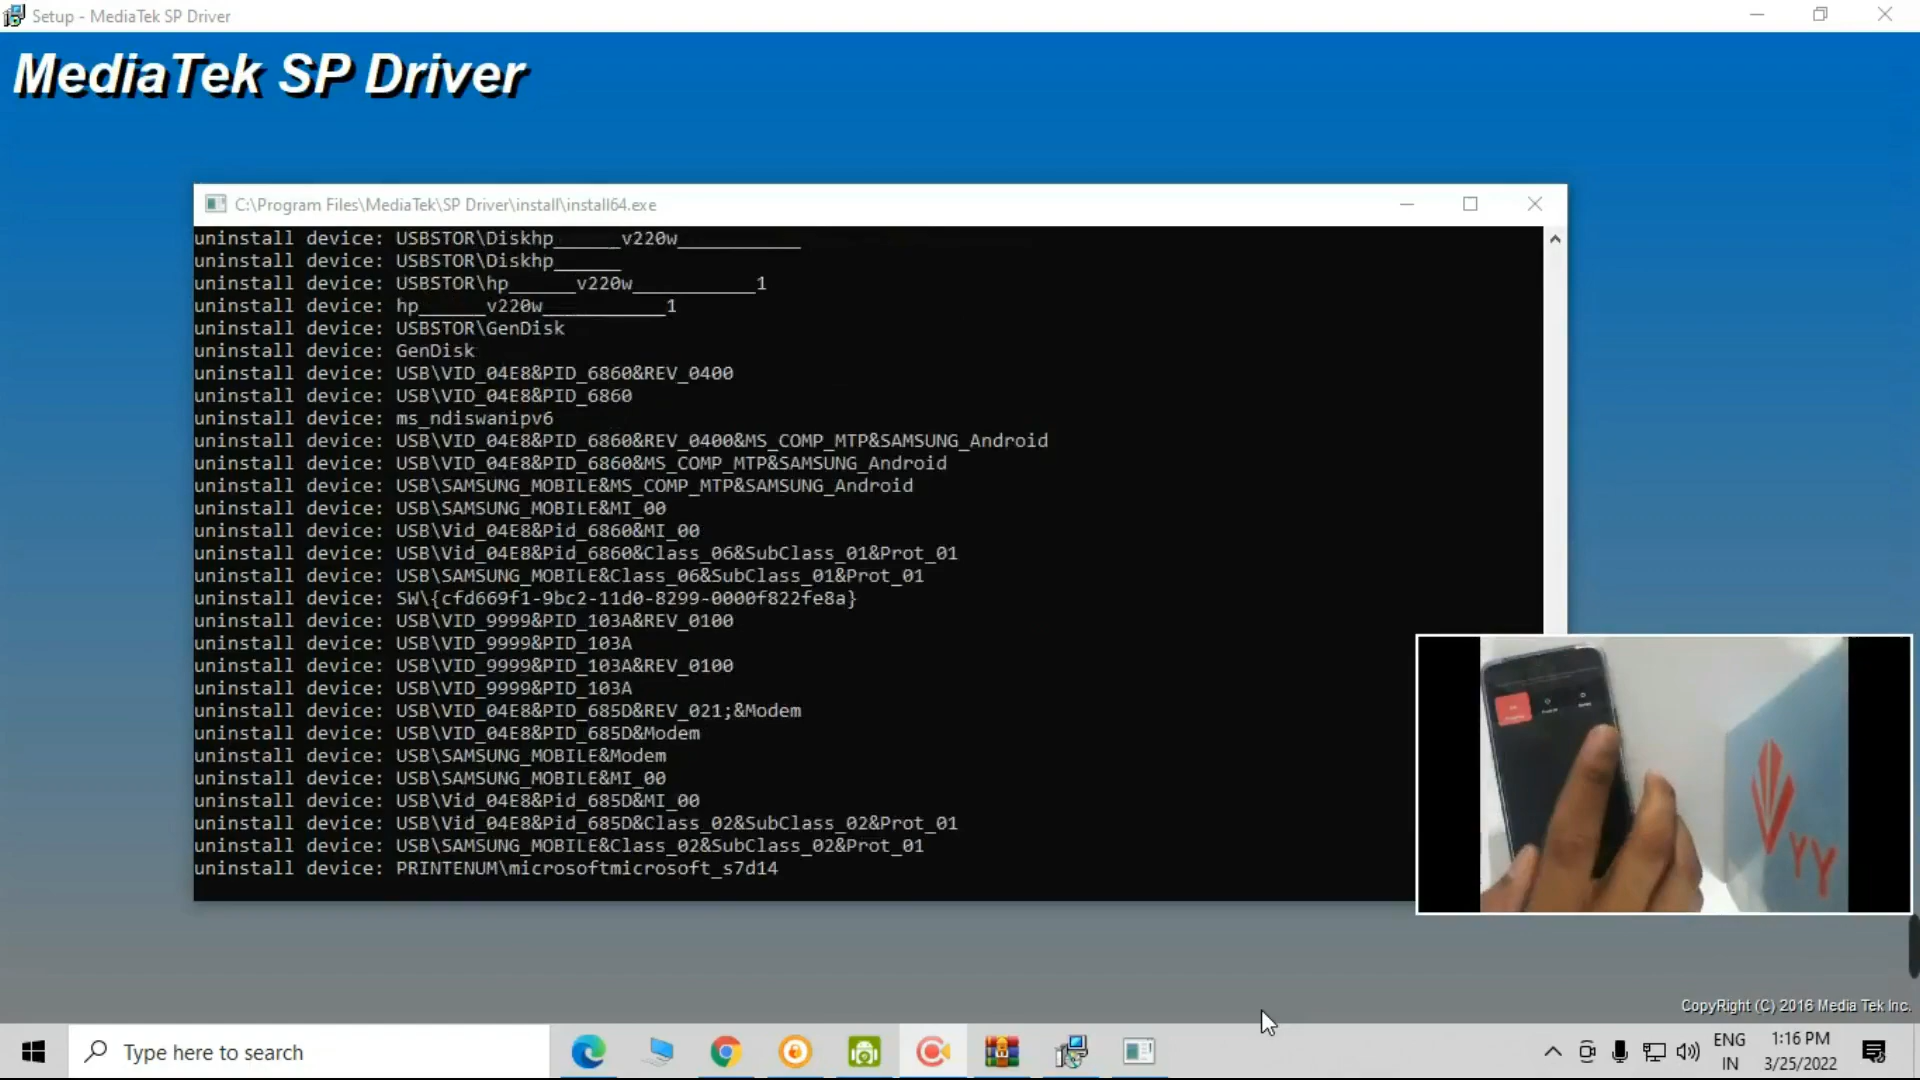 Setup - MediaTek SP Driver
MediaTek SP Driver
C:\Program Files\MediaTek\SP Driver\install\install64.exe
uninstall device: USBSTOR\Diskhp______v220w___________
uninstall device: USBSTOR\Diskhp______
uninstall device: USBSTOR\hp______v220w___________1
uninstall device: hp______v220w___________1
uninstall device: USBSTOR\GenDisk
uninstall device: GenDisk
uninstall device: USB\VID_04E8&PID_6860&REV_0400
uninstall device: USB\VID_04E8&PID_6860
uninstall device: ms_ndiswanipv6
uninstall device: USB\VID_04E8&PID_6860&REV_0400&MS_COMP_MTP&SAMSUNG_Android
uninstall device: USB\VID_04E8&PID_6860&MS_COMP_MTP&SAMSUNG_Android
uninstall device: USB\SAMSUNG_MOBILE&MS_COMP_MTP&SAMSUNG_Android
uninstall device: USB\SAMSUNG_MOBILE&MI_00
uninstall device: USB\Vid_04E8&Pid_6860&MI_00
uninstall device: USB\Vid_04E8&Pid_6860&Class_06&SubClass_01&Prot_01
uninstall device: USB\SAMSUNG_MOBILE&Class_06&SubClass_01&Prot_01
uninstall device: SW\{cfd669f1-9bc2-11d0-8299-0000f822fe8a}
uninstall device: USB\VID_9999&PID_103A&REV_0100
uninstall device: USB\VID_9999&PID_103A
uninstall device: USB\VID_9999&PID_103A&REV_0100
uninstall device: USB\VID_9999&PID_103A
uninstall device: USB\VID_04E8&PID_685D&REV_021;&Modem
uninstall device: USB\VID_04E8&PID_685D&Modem
uninstall device: USB\SAMSUNG_MOBILE&Modem
uninstall device: USB\SAMSUNG_MOBILE&MI_00
uninstall device: USB\Vid_04E8&Pid_685D&MI_00
uninstall device: USB\Vid_04E8&Pid_685D&Class_02&SubClass_02&Prot_01
uninstall device: USB\SAMSUNG_MOBILE&Class_02&SubClass_02&Prot_01
uninstall device: PRINTENUM\microsoftmicrosoft_s7d14
YY
CopyRight (C) 2016 Media Tek Inc.
Type here to search
ENG
IN
1:16 PM
3/25/2022